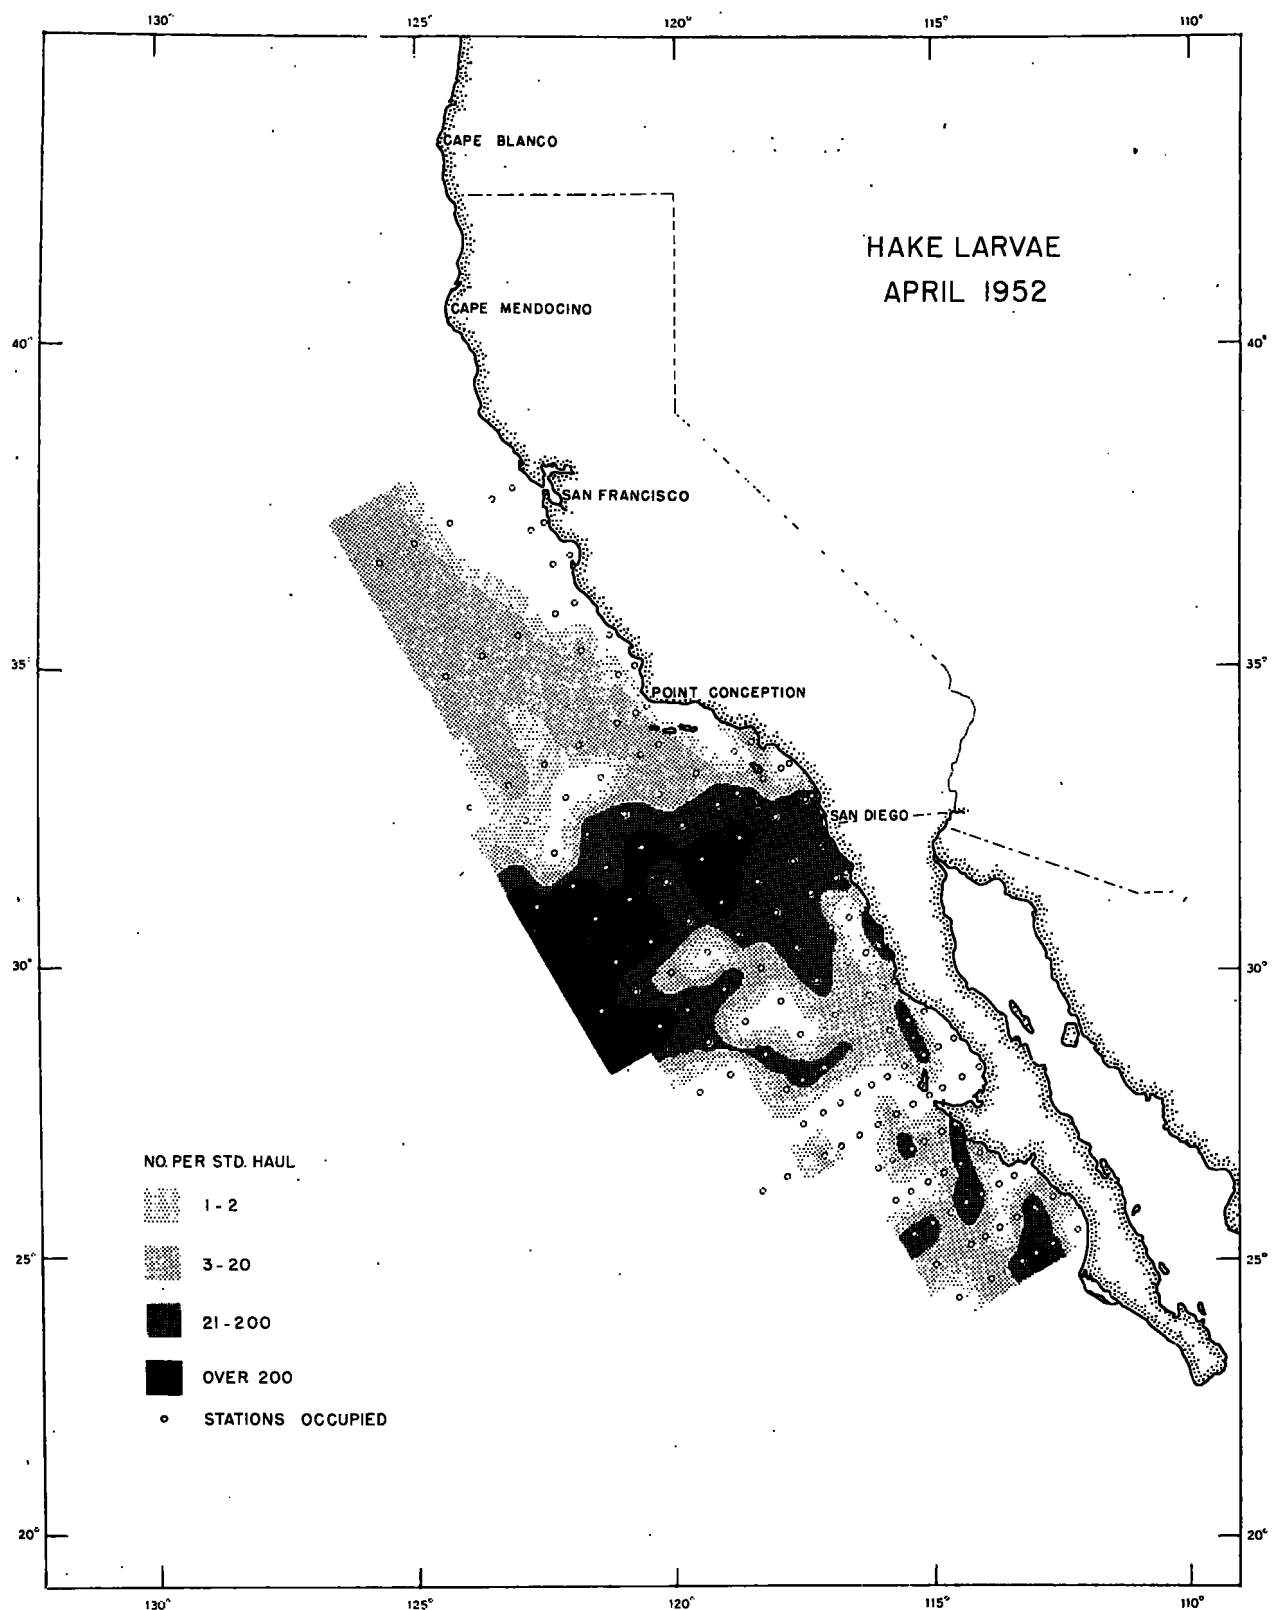 130° 125° 120° 115° 110°
CAPE BLANCO
HAKE LARVAE
APRIL 1952
CAPE MENDOCINO
40° 40°
SAN FRANCISCO
35° 35°
POINT CONCEPTION
SAN DIEGO
30° 30°
NO. PER STD. HAUL
1-2
25° 25°
3-20
21-200
OVER 200
STATIONS OCCUPIED
20° 20°
130° 125° 120° 115° 110°